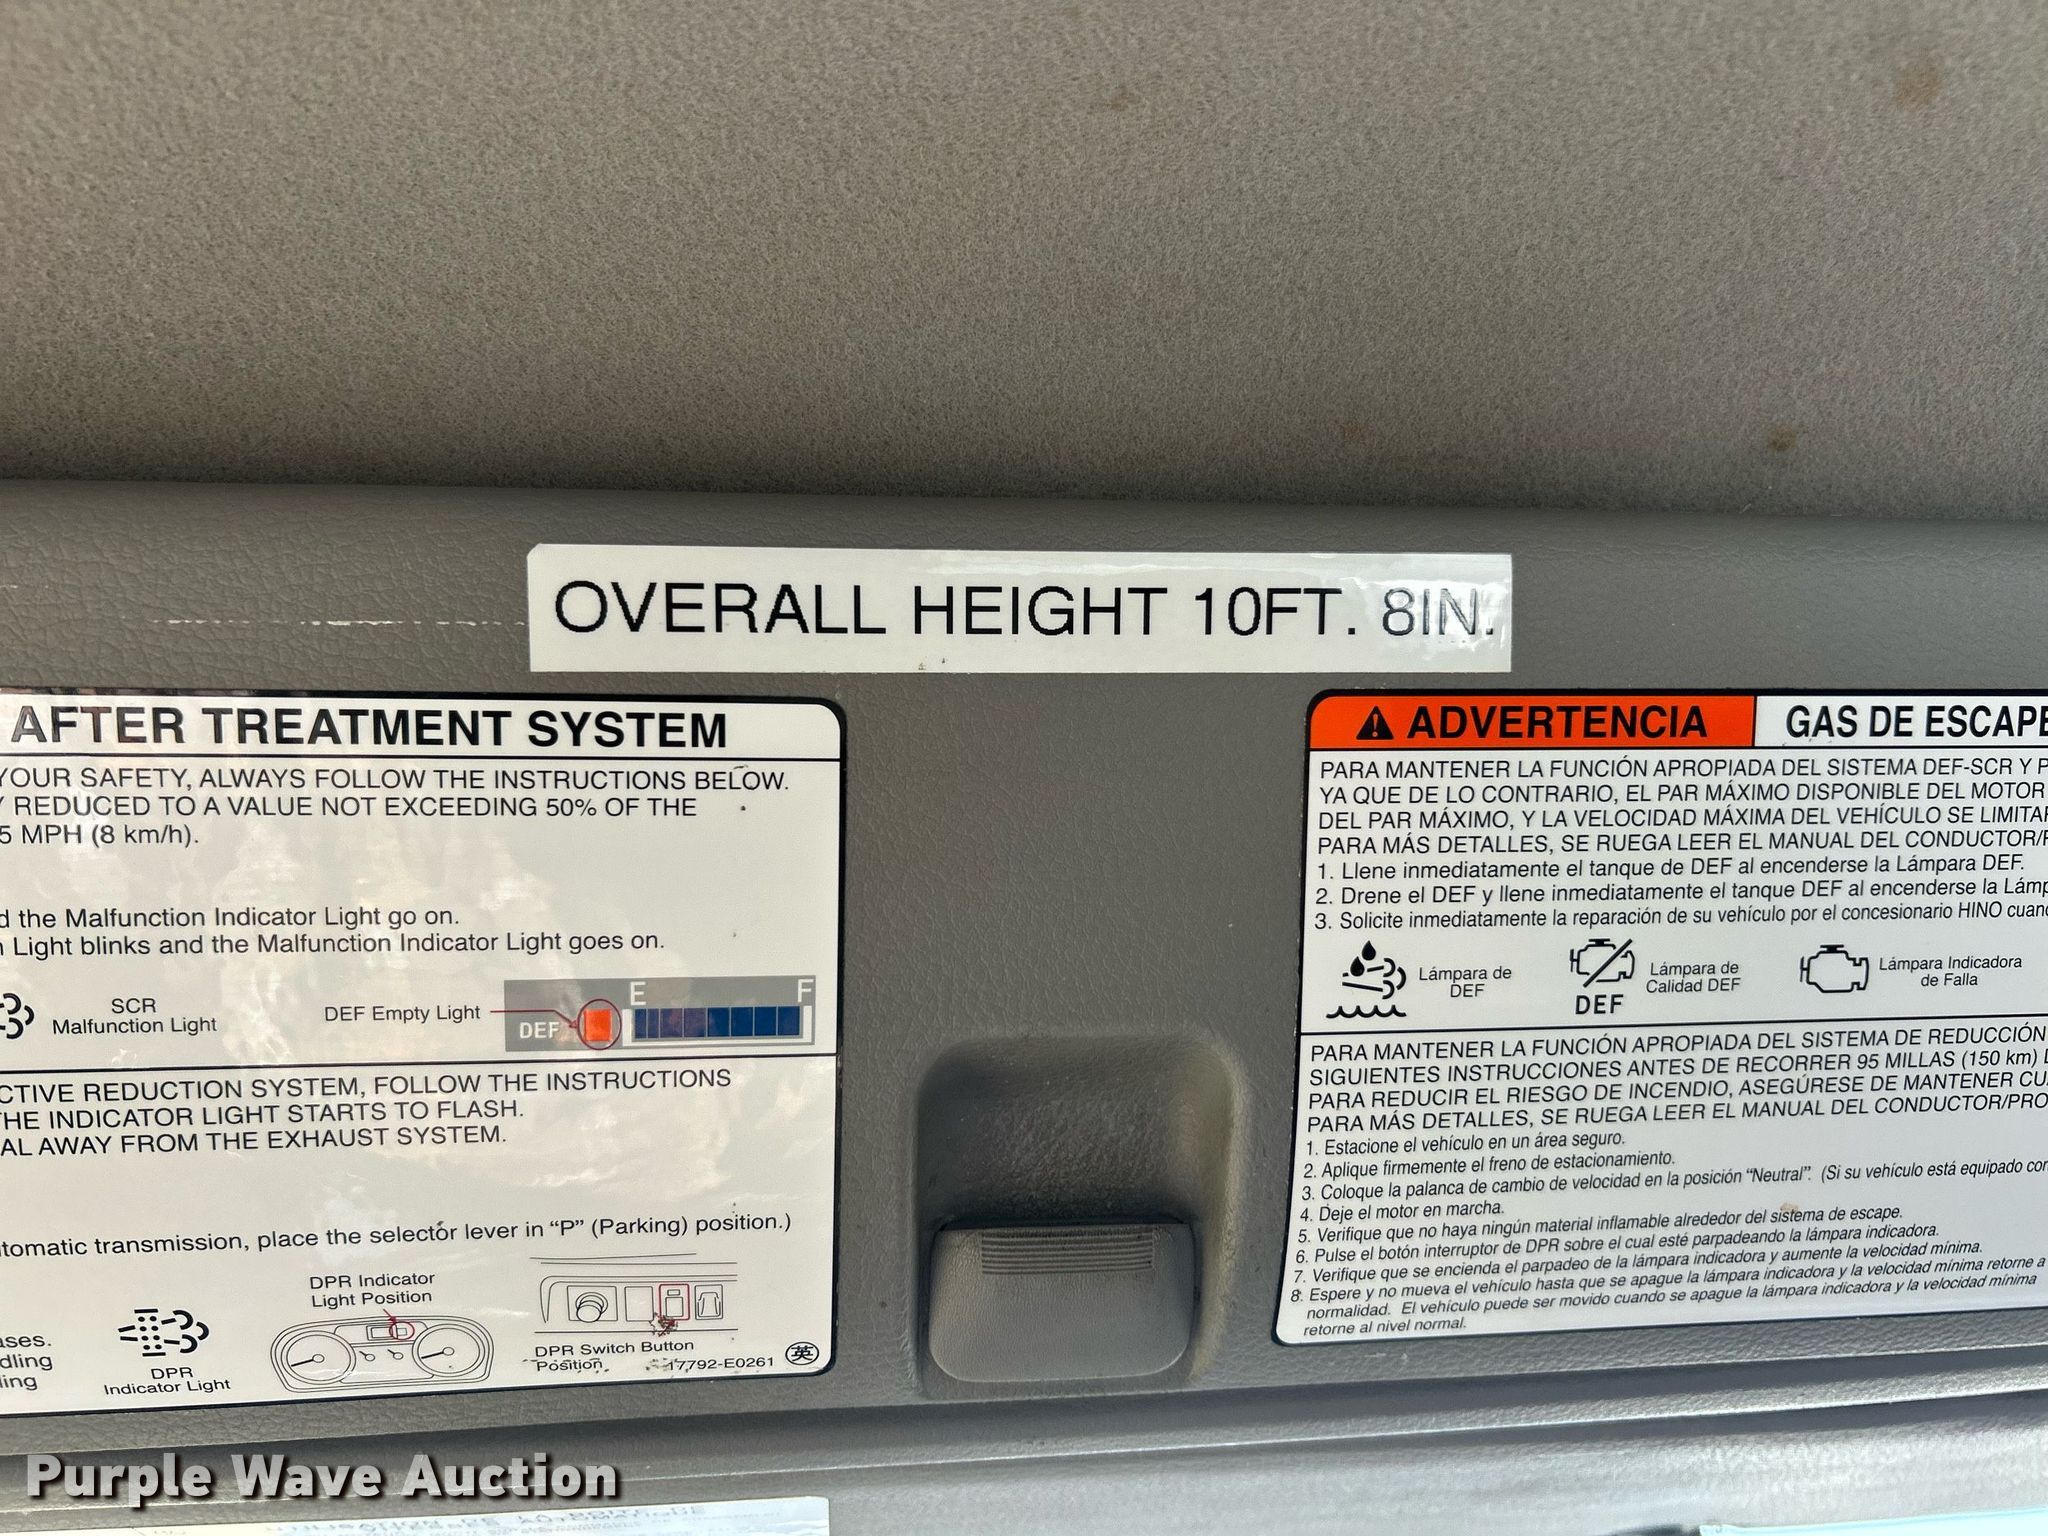 OVERALL HEIGHT 10FT. 8IN.
AFTER TREATMENT SYSTEM
YOUR SAFETY, ALWAYS FOLLOW THE INSTRUCTIONS BELOW.
REDUCED TO A VALUE NOT EXCEEDING 50% OF THE
5 MPH (8 km/h).
the Malfunction Indicator Light go on.
Light blinks and the Malfunction Indicator Light goes on.
SCR
Malfunction Light
DEF Empty Light
DEF
E
F
CTIVE REDUCTION SYSTEM, FOLLOW THE INSTRUCTIONS
THE INDICATOR LIGHT STARTS TO FLASH.
AL AWAY FROM THE EXHAUST SYSTEM.
tomatic transmission, place the selector lever in “P” (Parking) position.)
ases.
dling
ling
DPR
Indicator Light
DPR Indicator
Light Position
DPR Switch Button
Position
17792-E0261
英
ADVERTENCIA
GAS DE ESCAPE
PARA MANTENER LA FUNCIÓN APROPIADA DEL SISTEMA DEF-SCR Y P
YA QUE DE LO CONTRARIO, EL PAR MÁXIMO DISPONIBLE DEL MOTOR
DEL PAR MÁXIMO, Y LA VELOCIDAD MÁXIMA DEL VEHÍCULO SE LIMITAR
PARA MÁS DETALLES, SE RUEGA LEER EL MANUAL DEL CONDUCTOR/
1. Llene inmediatamente el tanque de DEF al encenderse la Lámpara DEF.
2. Drene el DEF y llene inmediatamente el tanque DEF al encenderse la Lámp
3. Solicite inmediatamente la reparación de su vehículo por el concesionario HINO cuan
Lámpara de
DEF
DEF
Lámpara de
Calidad DEF
Lámpara Indicadora
de Falla
PARA MANTENER LA FUNCIÓN APROPIADA DEL SISTEMA DE REDUCCIÓN
SIGUIENTES INSTRUCCIONES ANTES DE RECORRER 95 MILLAS (150 km)
PARA REDUCIR EL RIESGO DE INCENDIO, ASEGÚRESE DE MANTENER CU
PARA MÁS DETALLES, SE RUEGA LEER EL MANUAL DEL CONDUCTOR/PRO
1. Estacione el vehículo en un área seguro.
2. Aplique firmemente el freno de estacionamiento.
3. Coloque la palanca de cambio de velocidad en la posición “Neutral”. (Si su vehículo está equipado con
4. Deje el motor en marcha.
5. Verifique que no haya ningún material inflamable alrededor del sistema de escape.
6. Pulse el botón interruptor de DPR sobre el cual esté parpadeando la lámpara indicadora.
7. Verifique que se encienda el parpadeo de la lámpara indicadora y aumente la velocidad mínima.
8. Espere y no mueva el vehículo hasta que se apague la lámpara indicadora y la velocidad mínima retorne a
normalidad. El vehículo puede ser movido cuando se apague la lámpara indicadora y la velocidad mínima
retorne al nivel normal.
Purple Wave Auction